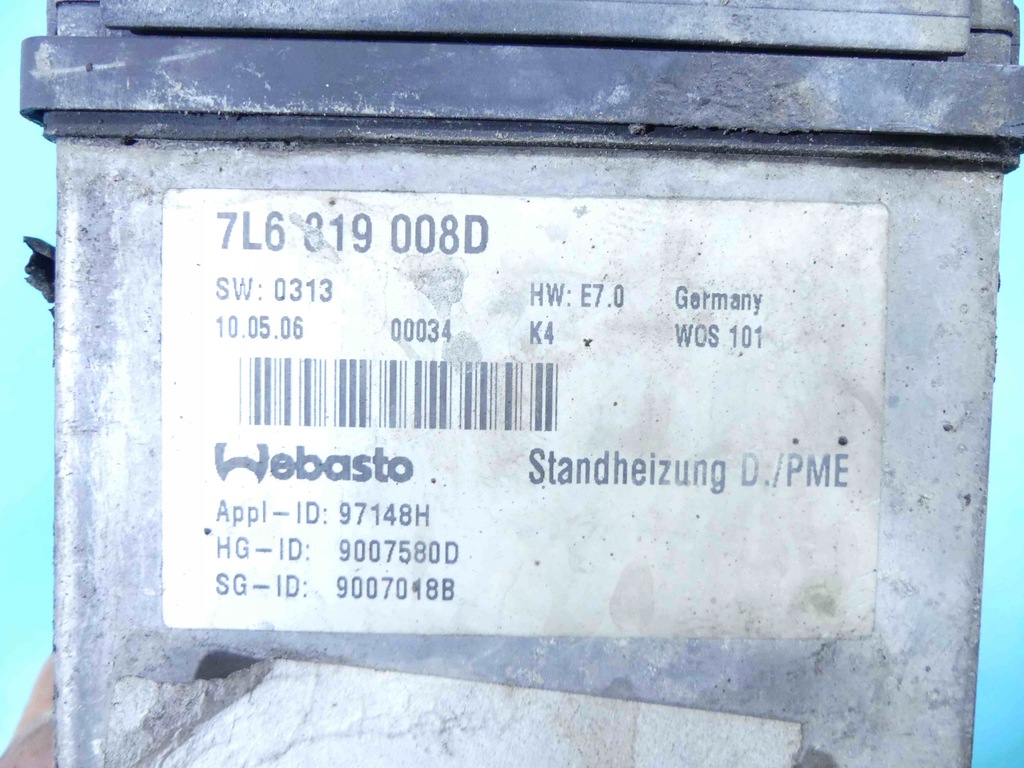 7L6 819 008D
SW: 0313 HW: E7.0 Germany
10.05.06 00034 K4 WOS 101
Webasto Standheizung D./PME
Appl-ID: 97148H
HG-ID: 9007580D
SG-ID: 9007018B